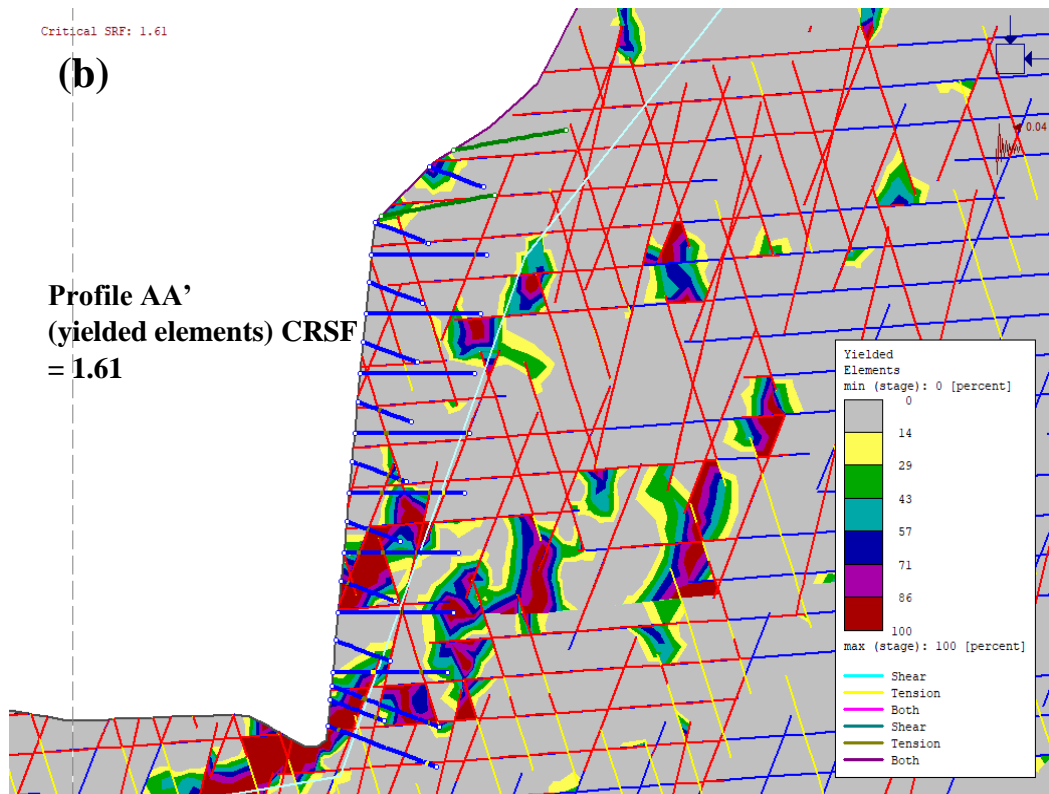 Critical SRF: 1.61
(b)
0.04
Profile AA’
(yielded elements) CRSF
= 1.61
Yielded
Elements
min (stage): 0 [percent]
0
14
29
43
57
71
86
100
max (stage): 100 [percent]
Shear
Tension
Both
Shear
Tension
Both